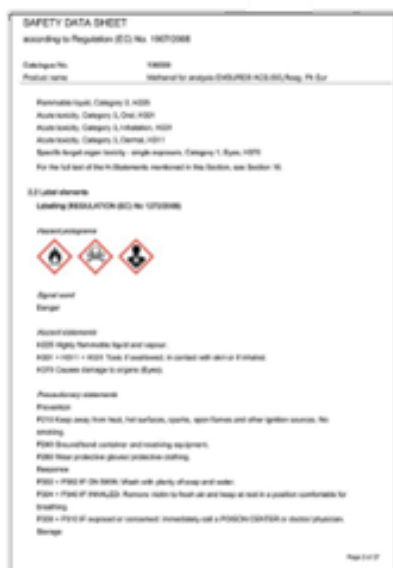 SAFETY DATA SHEET
according to Regulation (EC) No. 1907/2006
Catalogue No.
Product name Methanol for analysis EMSURE® ACS,ISO,Reag. Ph Eur
Flammable liquid, Category 2, H225
Acute toxicity, Category 3, Oral, H301
Acute toxicity, Category 3, Inhalation, H331
Acute toxicity, Category 3, Dermal, H311
Specific target organ toxicity - single exposure, Category 1, Eyes, H370
For the full text of the H-Statements mentioned in this Section, see Section 16.
2.2 Label elements
Labelling (REGULATION (EC) No 1272/2008)
Hazard pictograms
Signal word
Danger
Hazard statements
H225 Highly flammable liquid and vapour.
H301 + H311 + H331 Toxic if swallowed, in contact with skin or if inhaled.
H370 Causes damage to organs (Eyes).
Precautionary statements
Prevention
P210 Keep away from heat, hot surfaces, sparks, open flames and other ignition sources. No
smoking.
P240 Ground/bond container and receiving equipment.
P280 Wear protective gloves/ protective clothing.
Response
P302 + P352 IF ON SKIN: Wash with plenty of soap and water.
P304 + P340 IF INHALED: Remove victim to fresh air and keep at rest in a position comfortable for
breathing.
P308 + P310 IF exposed or concerned: immediately call a POISON CENTER or doctor/ physician.
Storage